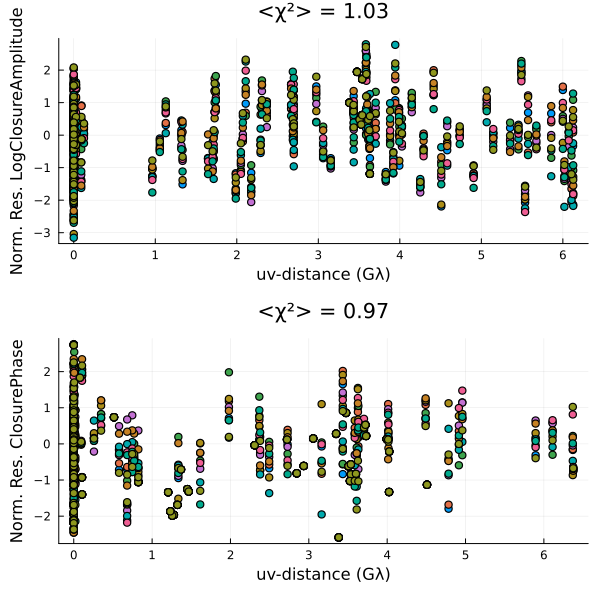 <χ²> = 1.03
Norm. Res. LogClosureAmplitude
2
1
0
−1
−2
−3
0 1 2 3 4 5 6
uv-distance (Gλ)
<χ²> = 0.97
Norm. Res. ClosurePhase
2
1
0
−1
−2
0 1 2 3 4 5 6
uv-distance (Gλ)